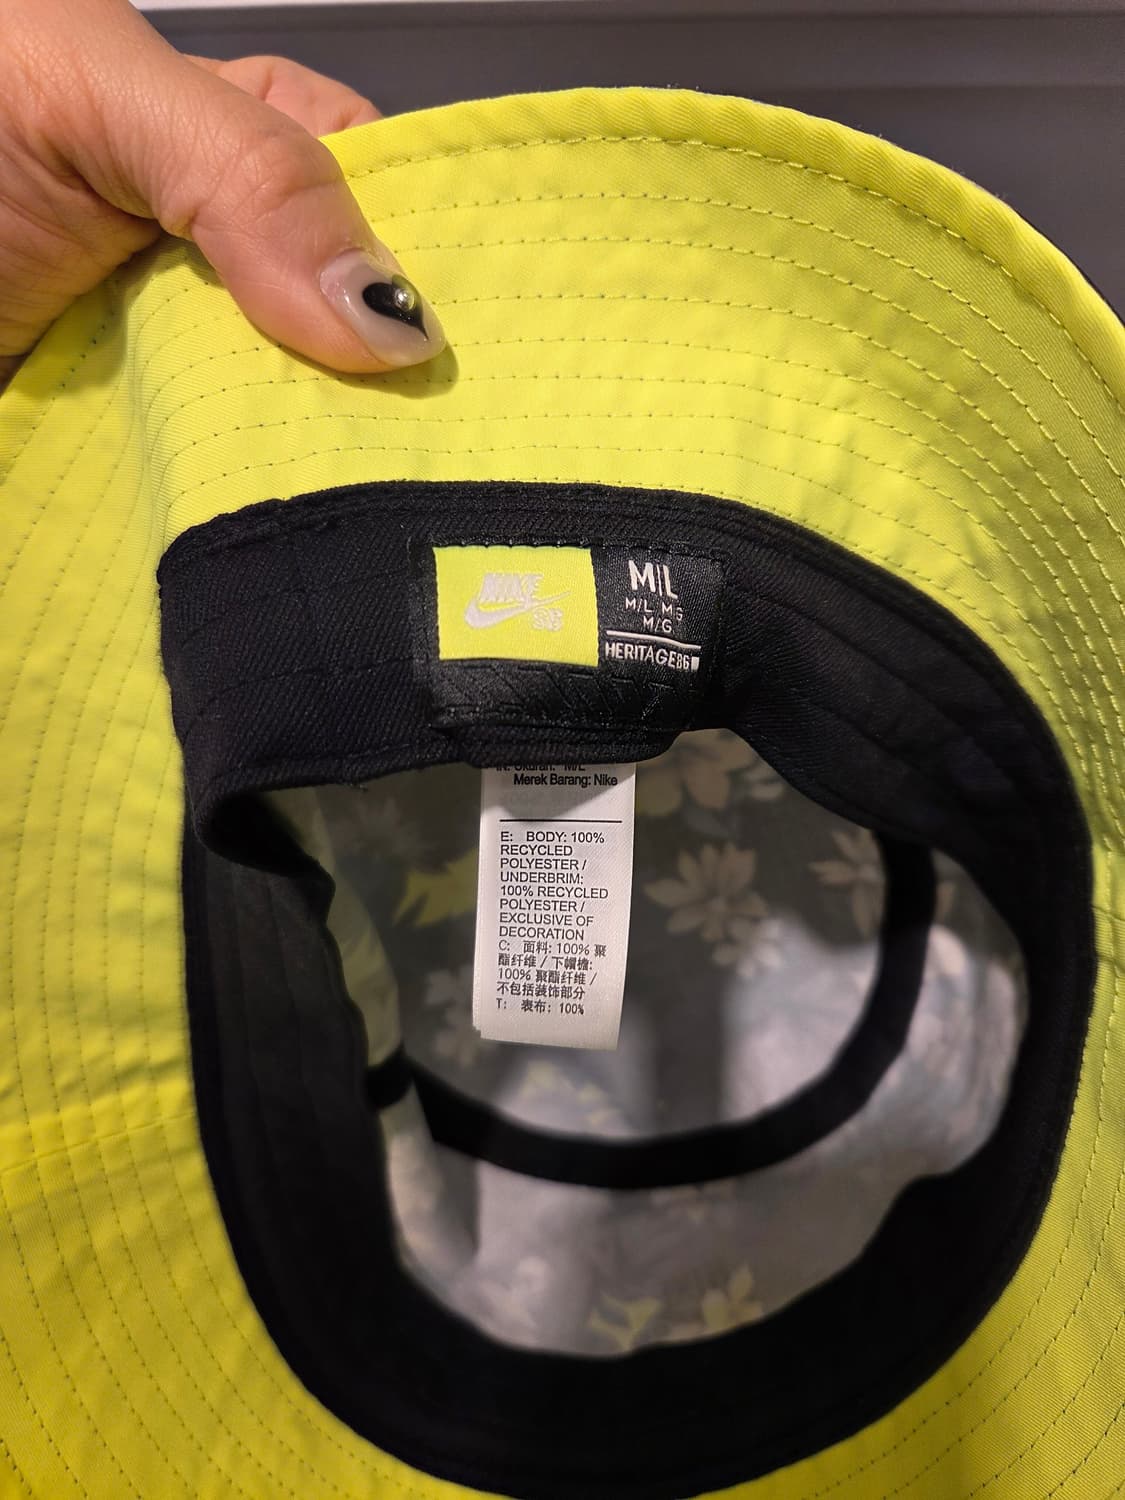 NIKE
SB
M/L
M/L M/G
M/G
HERITAGE86
IN: Ukuran: M/L
Merek Barang: Nike
E: BODY: 100%
RECYCLED
POLYESTER /
UNDERBRIM:
100% RECYCLED
POLYESTER /
EXCLUSIVE OF
DECORATION
C: 面料: 100% 聚
酯纤维 / 下帽檐:
100% 聚酯纤维 /
不包括装饰部分
T: 表布: 100%